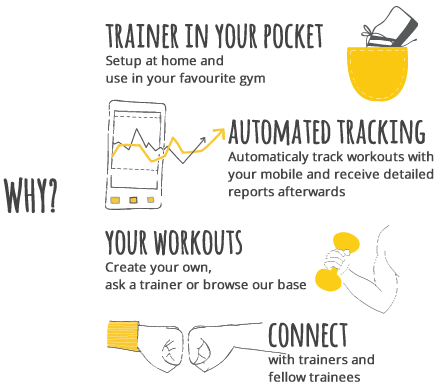 WHY?
TRAINER IN YOUR POCKET
Setup at home and
use in your favourite gym
AUTOMATED TRACKING
Automaticaly track workouts with
your mobile and receive detailed
reports afterwards
YOUR WORKOUTS
Create your own,
ask a trainer or browse our base
CONNECT
with trainers and
fellow trainees